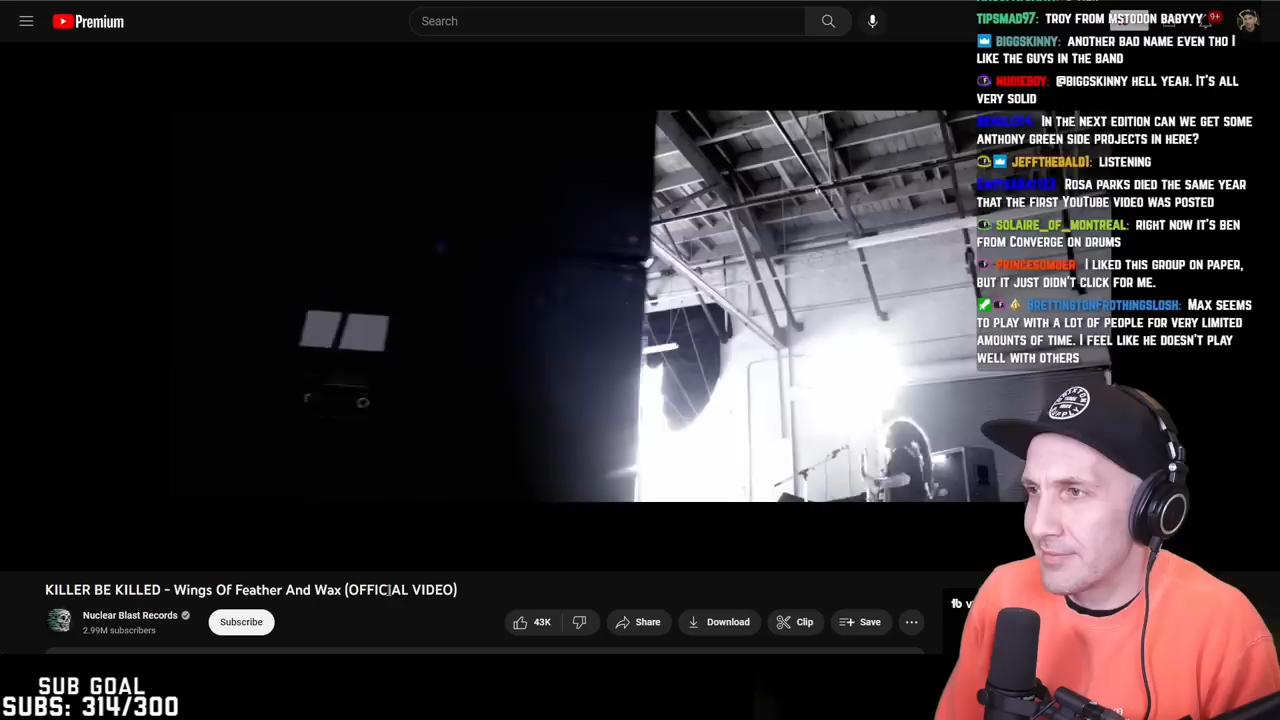 Premium
Search
9+
TIPSMAD97: TROY FROM MSTODON BABYYY
BIGGSKINNY: ANOTHER BAD NAME EVEN THO I
LIKE THE GUYS IN THE BAND
NUDIEBOY: @BIGGSKINNY HELL YEAH. IT'S ALL
VERY SOLID
IN THE NEXT EDITION CAN WE GET SOME
ANTHONY GREEN SIDE PROJECTS IN HERE?
JEFFTHEBALD1: LISTENING
ROSA PARKS DIED THE SAME YEAR
THAT THE FIRST YOUTUBE VIDEO WAS POSTED
SOLAIRE_OF_MONTREAL: RIGHT NOW IT'S BEN
FROM CONVERGE ON DRUMS
PRINCESOMBER: I LIKED THIS GROUP ON PAPER,
BUT IT JUST DIDN'T CLICK FOR ME.
BRETTINGTONFROTHINGSLOSH: MAX SEEMS
TO PLAY WITH A LOT OF PEOPLE FOR VERY LIMITED
AMOUNTS OF TIME. I FEEL LIKE HE DOESN'T PLAY
WELL WITH OTHERS
KILLER BE KILLED - Wings Of Feather And Wax (OFFICIAL VIDEO)
Nuclear Blast Records
2.99M subscribers
Subscribe
43K
Share
Download
Clip
Save
SUB GOAL
SUBS: 314/300